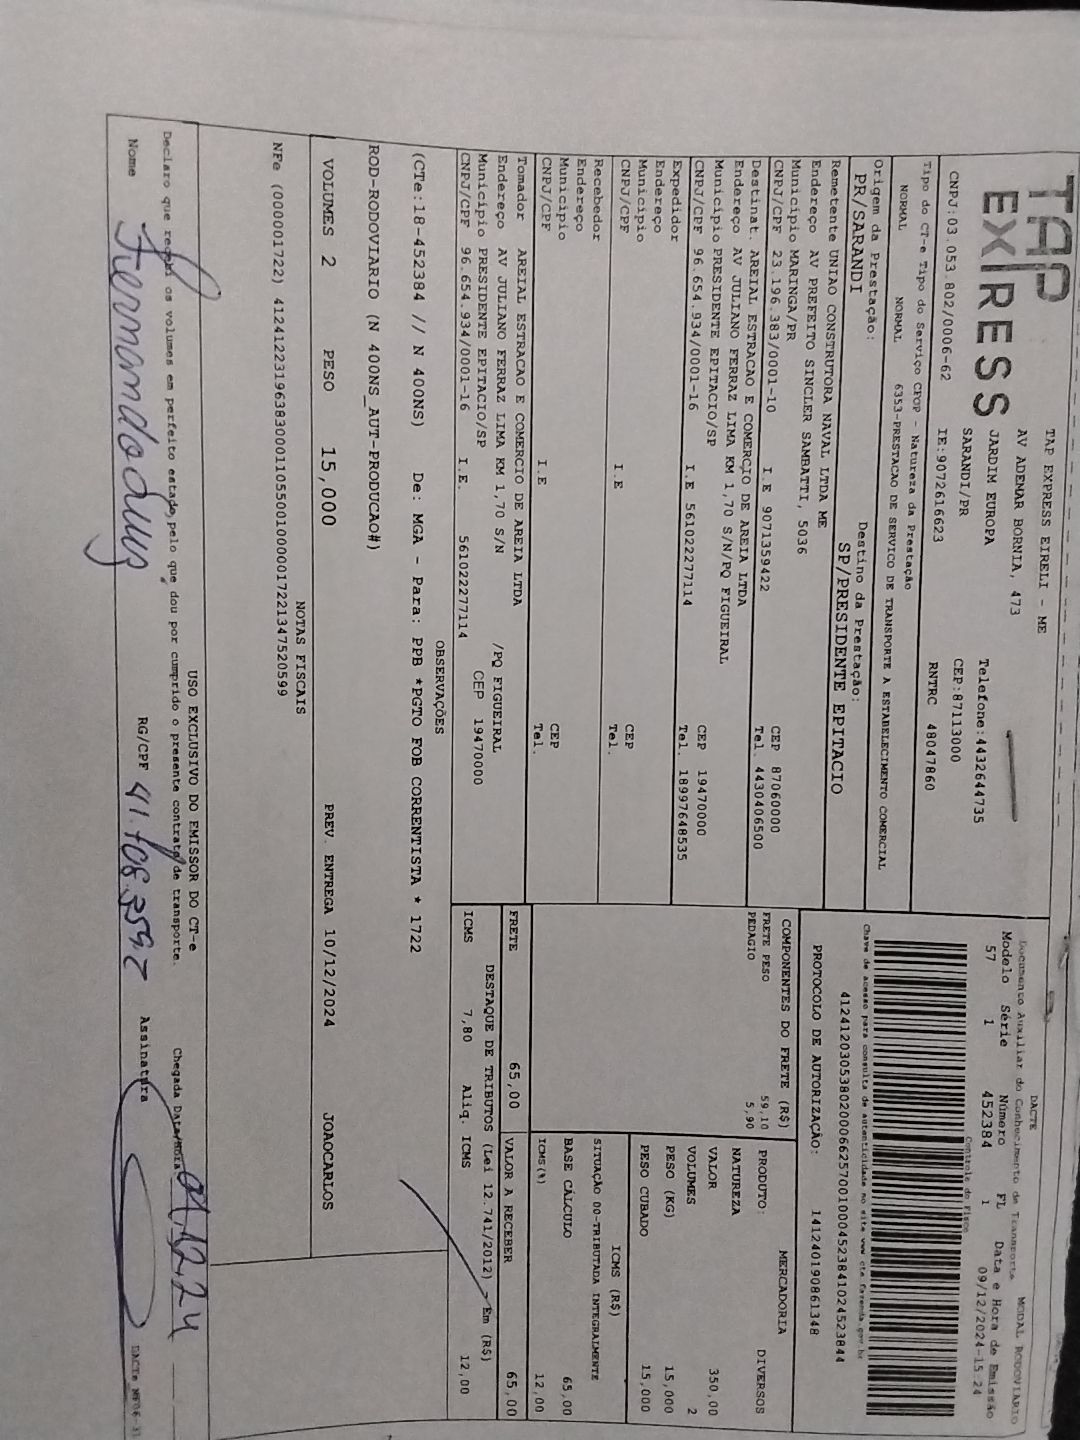 TAP
EXPRESS
TAP EXPRESS EIRELI - ME
AV ADEMAR BORNIA, 473
JARDIM EUROPA Telefone:4432644735
SARANDI/PR CEP:87113000
CNPJ:03.053.802/0006-62 IE:9072616623 RNTRC 48047860
Tipo do CT-e Tipo do Serviço CFOP - Natureza da Prestação
NORMAL NORMAL 6353-PRESTACAO DE SERVICO DE TRANSPORTE A ESTABELECIMENTO COMERCIAL
Origem da Prestação: Destino da Prestação:
PR/SARANDI SP/PRESIDENTE EPITACIO
Remetente UNIAO CONSTRUTORA NAVAL LTDA ME
Endereço AV PREFEITO SINCLER SAMBATTI, 5036
Município MARINGA/PR CEP 87060000
CNPJ/CPF 23.196.383/0001-10 I.E 9071359422 Tel. 4430406500
Destinat. AREIAL ESTRACAO E COMERCIO DE AREIA LTDA
Endereço AV JULIANO FERRAZ LIMA KM 1,70 S/N/PQ FIGUEIRAL
Município PRESIDENTE EPITACIO/SP CEP 19470000
CNPJ/CPF 96.654.934/0001-16 I.E 561022277114 Tel. 18997648535
Expedidor
Endereço
Município CEP
CNPJ/CPF I.E Tel.
Recebedor
Endereço
Município CEP
CNPJ/CPF I.E Tel.
Tomador AREIAL ESTRACAO E COMERCIO DE AREIA LTDA
Endereço AV JULIANO FERRAZ LIMA KM 1,70 S/N /PQ FIGUEIRAL
Município PRESIDENTE EPITACIO/SP CEP 19470000
CNPJ/CPF 96.654.934/0001-16 I.E. 561022277114
DACTE
Documento Auxiliar do Conhecimento de Transporte MODAL RODOVIARIO
Modelo Série Número FL Data e Hora de Emissão
57 1 452384 1 09/12/2024-15:24
Controle do Fisco
Chave de acesso para consulta de autenticidade no site www.cte.fazenda.gov.br
41241203053802000662570010004523841024523844
PROTOCOLO DE AUTORIZAÇÃO: 141240190861348
COMPONENTES DO FRETE (R$)
FRETE PESO 59,10
PEDAGIO 5,90
MERCADORIA
PRODUTO: DIVERSOS
NATUREZA
VALOR 350,00
VOLUMES 2
PESO (KG) 15,000
PESO CUBADO 15,000
ICMS (R$)
SITUAÇÃO 00-TRIBUTADA INTEGRALMENTE
BASE CÁLCULO 65,00
ICMS(%) 12,00
FRETE 65,00 VALOR A RECEBER 65,00
DESTAQUE DE TRIBUTOS (Lei 12.741/2012) - Em (R$)
ICMS 7,80 Aliq. ICMS 12,00
OBSERVAÇÕES
(CTe:18-452384 // N 400NS) De: MGA - Para: PPB *PGTO FOB CORRENTISTA * 1722
ROD-RODOVIARIO (N 400NS_AUT-PRODUCAO#)
VOLUMES 2 PESO 15,000 PREV. ENTREGA 10/12/2024 JOAOCARLOS
NOTAS FISCAIS
NFe (000001722) 41241223196383000110550010000017221347520599
USO EXCLUSIVO DO EMISSOR DO CT-e
Declaro que recebi os volumes em perfeito estado, pelo que dou por cumprido o presente contrato de transporte. Chegada Data/Hora
Nome RG/CPF Assinatura